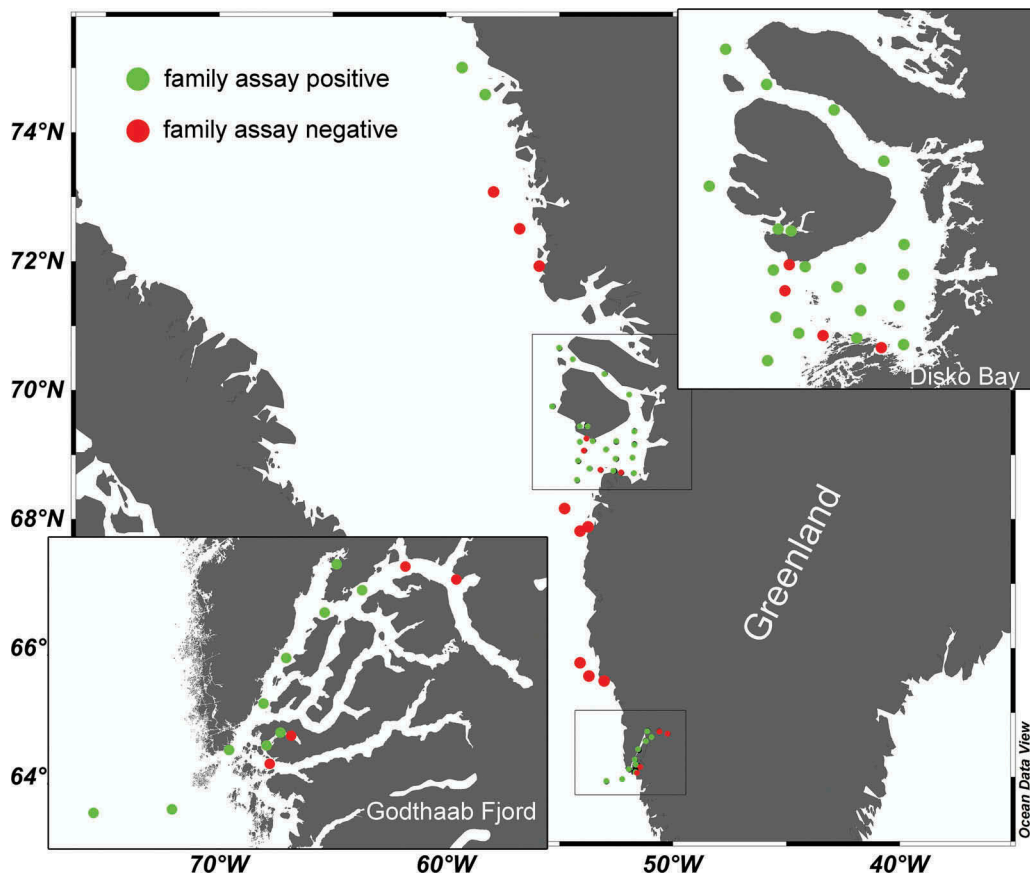 family assay positive
family assay negative
74°N
72°N
70°N
68°N
66°
64°
70°W
60°W
50°W
40°W
Disko Bay
Greenland
Godthaab Fjord
Ocean Data View